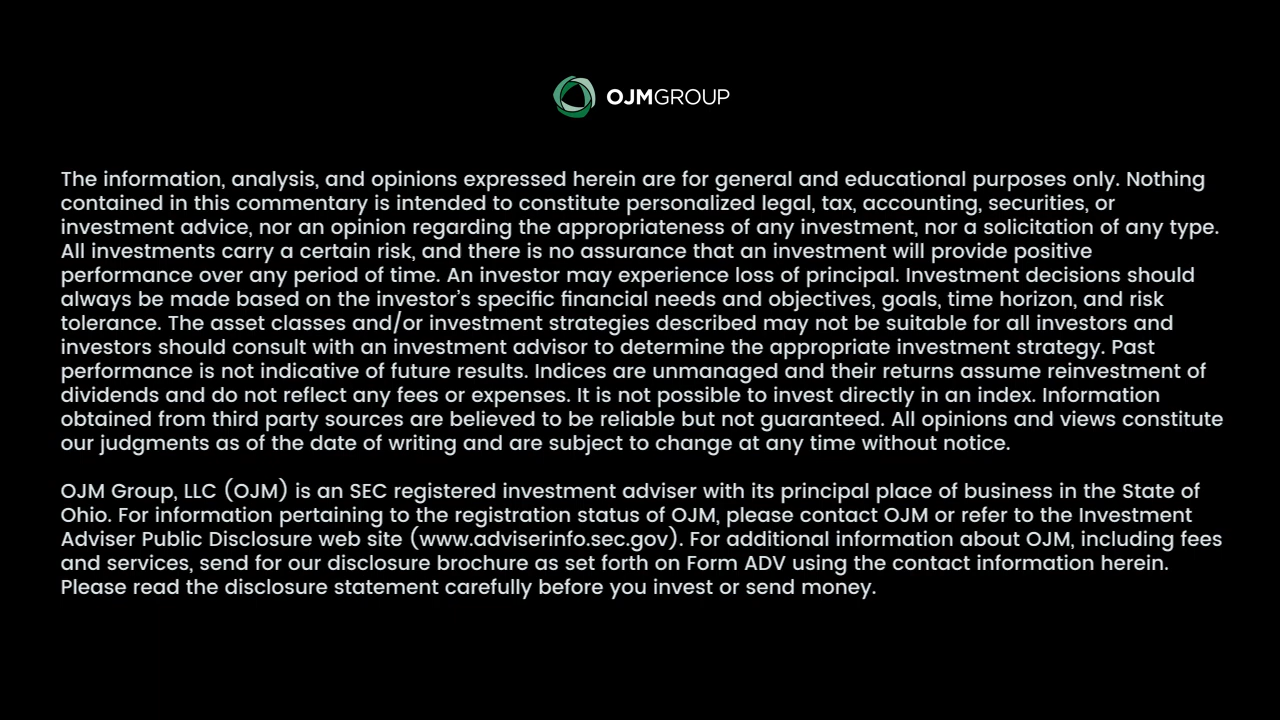 OJMGROUP
The information, analysis, and opinions expressed herein are for general and educational purposes only. Nothing
contained in this commentary is intended to constitute personalized legal, tax, accounting, securities, or
investment advice, nor an opinion regarding the appropriateness of any investment, nor a solicitation of any type.
All investments carry a certain risk, and there is no assurance that an investment will provide positive
performance over any period of time. An investor may experience loss of principal. Investment decisions should
always be made based on the investor’s specific financial needs and objectives, goals, time horizon, and risk
tolerance. The asset classes and/or investment strategies described may not be suitable for all investors and
investors should consult with an investment advisor to determine the appropriate investment strategy. Past
performance is not indicative of future results. Indices are unmanaged and their returns assume reinvestment of
dividends and do not reflect any fees or expenses. It is not possible to invest directly in an index. Information
obtained from third party sources are believed to be reliable but not guaranteed. All opinions and views constitute
our judgments as of the date of writing and are subject to change at any time without notice.
OJM Group, LLC (OJM) is an SEC registered investment adviser with its principal place of business in the State of
Ohio. For information pertaining to the registration status of OJM, please contact OJM or refer to the Investment
Adviser Public Disclosure web site (www.adviserinfo.sec.gov). For additional information about OJM, including fees
and services, send for our disclosure brochure as set forth on Form ADV using the contact information herein.
Please read the disclosure statement carefully before you invest or send money.